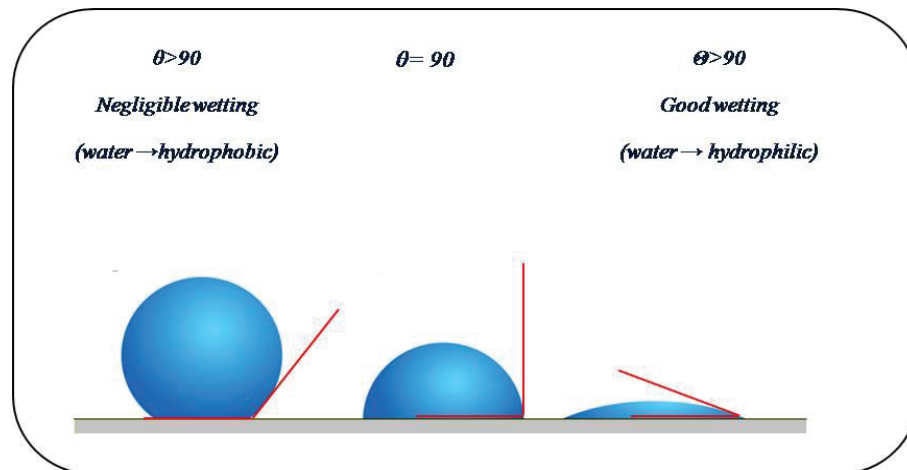 θ>90
Negligible wetting
(water →hydrophobic)
θ= 90
Θ>90
Good wetting
(water → hydrophilic)